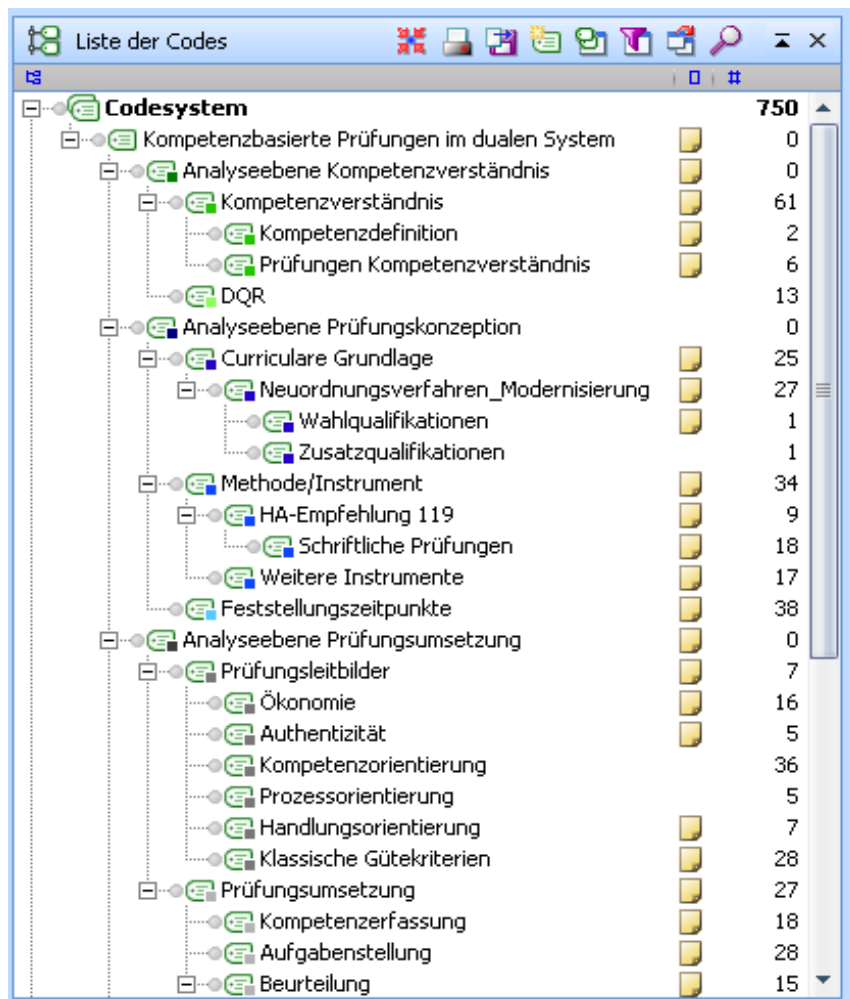 Liste der Codes
Codesystem 750
Kompetenzbasierte Prüfungen im dualen System 0
Analyseebene Kompetenzverständnis 0
Kompetenzverständnis 61
Kompetenzdefinition 2
Prüfungen Kompetenzverständnis 6
DQR 13
Analyseebene Prüfungskonzeption 0
Curriculare Grundlage 25
Neuordnungsverfahren_Modernisierung 27
Wahlqualifikationen 1
Zusatzqualifikationen 1
Methode/Instrument 34
HA-Empfehlung 119 9
Schriftliche Prüfungen 18
Weitere Instrumente 17
Feststellungszeitpunkte 38
Analyseebene Prüfungsumsetzung 0
Prüfungsleitbilder 7
Ökonomie 16
Authentizität 5
Kompetenzorientierung 36
Prozessorientierung 5
Handlungsorientierung 7
Klassische Gütekriterien 28
Prüfungsumsetzung 27
Kompetenzerfassung 18
Aufgabenstellung 28
Beurteilung 15